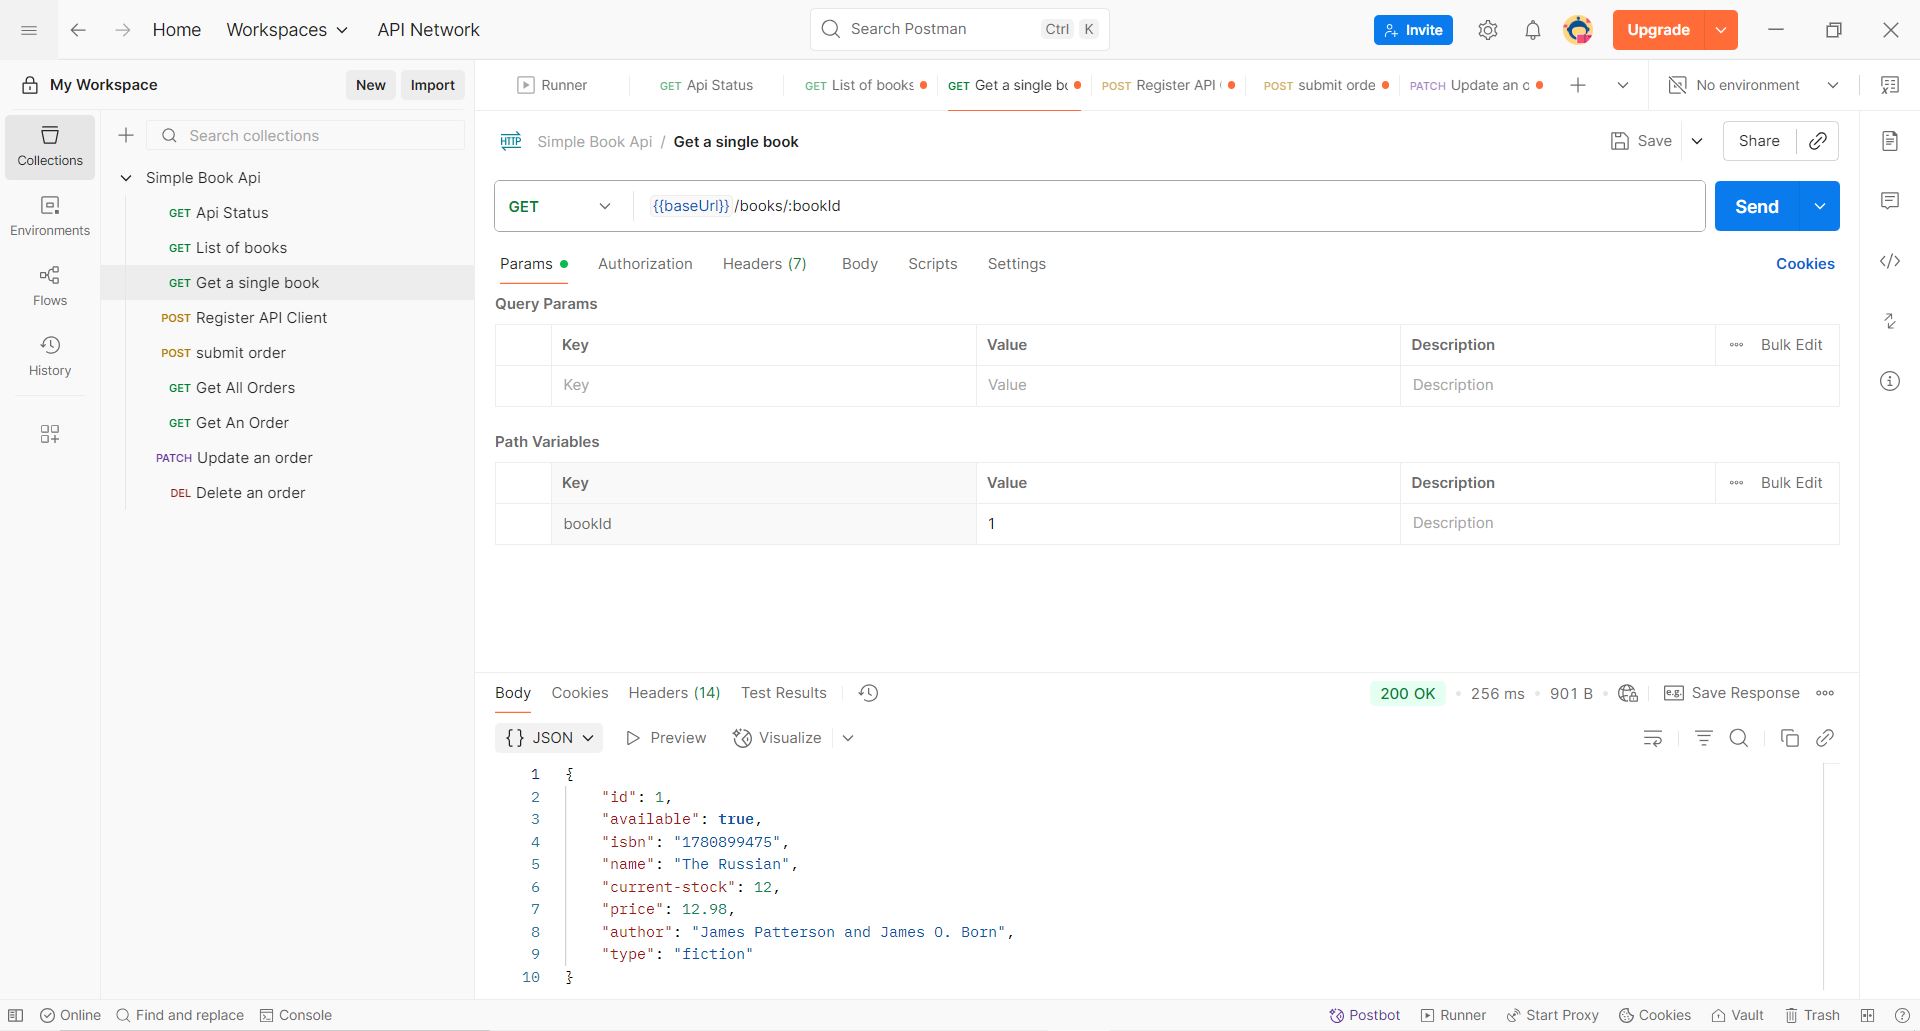 Home
Workspaces
API Network
Search Postman
Ctrl K
Invite
Upgrade
My Workspace
New
Import
Runner
GET Api Status
GET List of books
GET Get a single bo
POST Register API
POST submit orde
PATCH Update an o
No environment
Collections
Environments
Flows
History
Search collections
Simple Book Api
GET Api Status
GET List of books
GET Get a single book
POST Register API Client
POST submit order
GET Get All Orders
GET Get An Order
PATCH Update an order
DEL Delete an order
HTTP Simple Book Api / Get a single book
Save
Share
GET
{{baseUrl}}/books/:bookId
Send
Params
Authorization
Headers (7)
Body
Scripts
Settings
Cookies
Query Params
Key Value Description Bulk Edit
Key Value Description
Path Variables
Key Value Description Bulk Edit
bookId 1 Description
Body
Cookies
Headers (14)
Test Results
200 OK
256 ms
901 B
e.g. Save Response
{} JSON
Preview
Visualize
1 {
2 "id": 1,
3 "available": true,
4 "isbn": "1780899475",
5 "name": "The Russian",
6 "current-stock": 12,
7 "price": 12.98,
8 "author": "James Patterson and James O. Born",
9 "type": "fiction"
10 }
Online
Find and replace
Console
Postbot
Runner
Start Proxy
Cookies
Vault
Trash